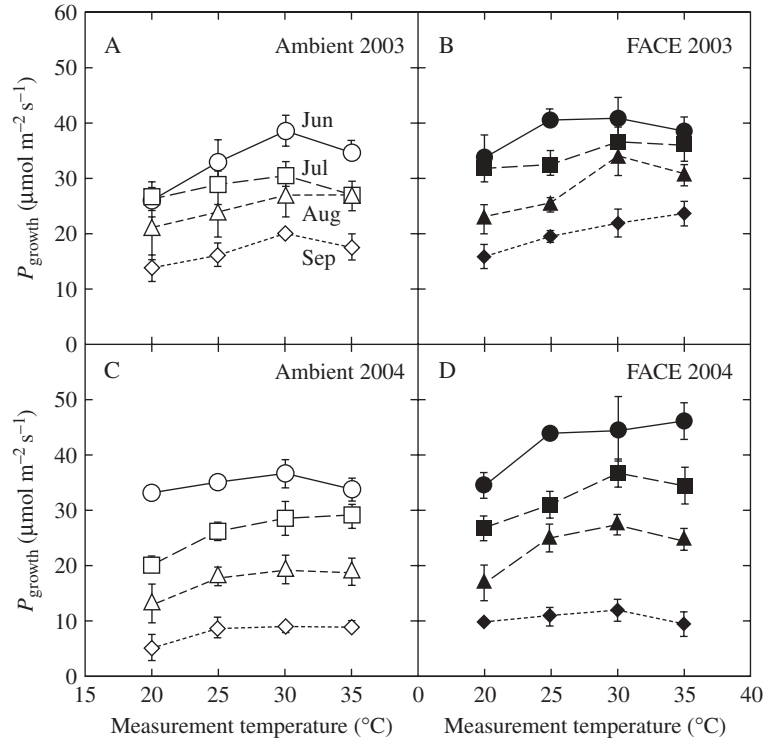 60
50
40
30
20
10
0
P growth (μmol m−2 s−1)
A
Ambient 2003
Jun
Jul
Aug
Sep
B
FACE 2003
50
40
30
20
10
0
P growth (μmol m−2 s−1)
C
Ambient 2004
D
FACE 2004
15 20 25 30 35 0 20 25 30 35 40
Measurement temperature (°C) Measurement temperature (°C)